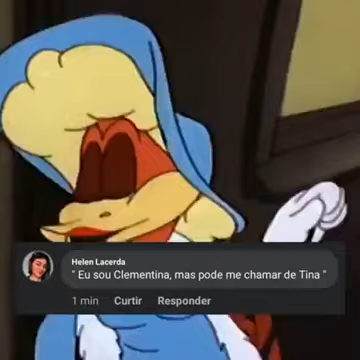 Helen Lacerda
" Eu sou Clementina, mas pode me chamar de Tina "
1 min Curtir Responder